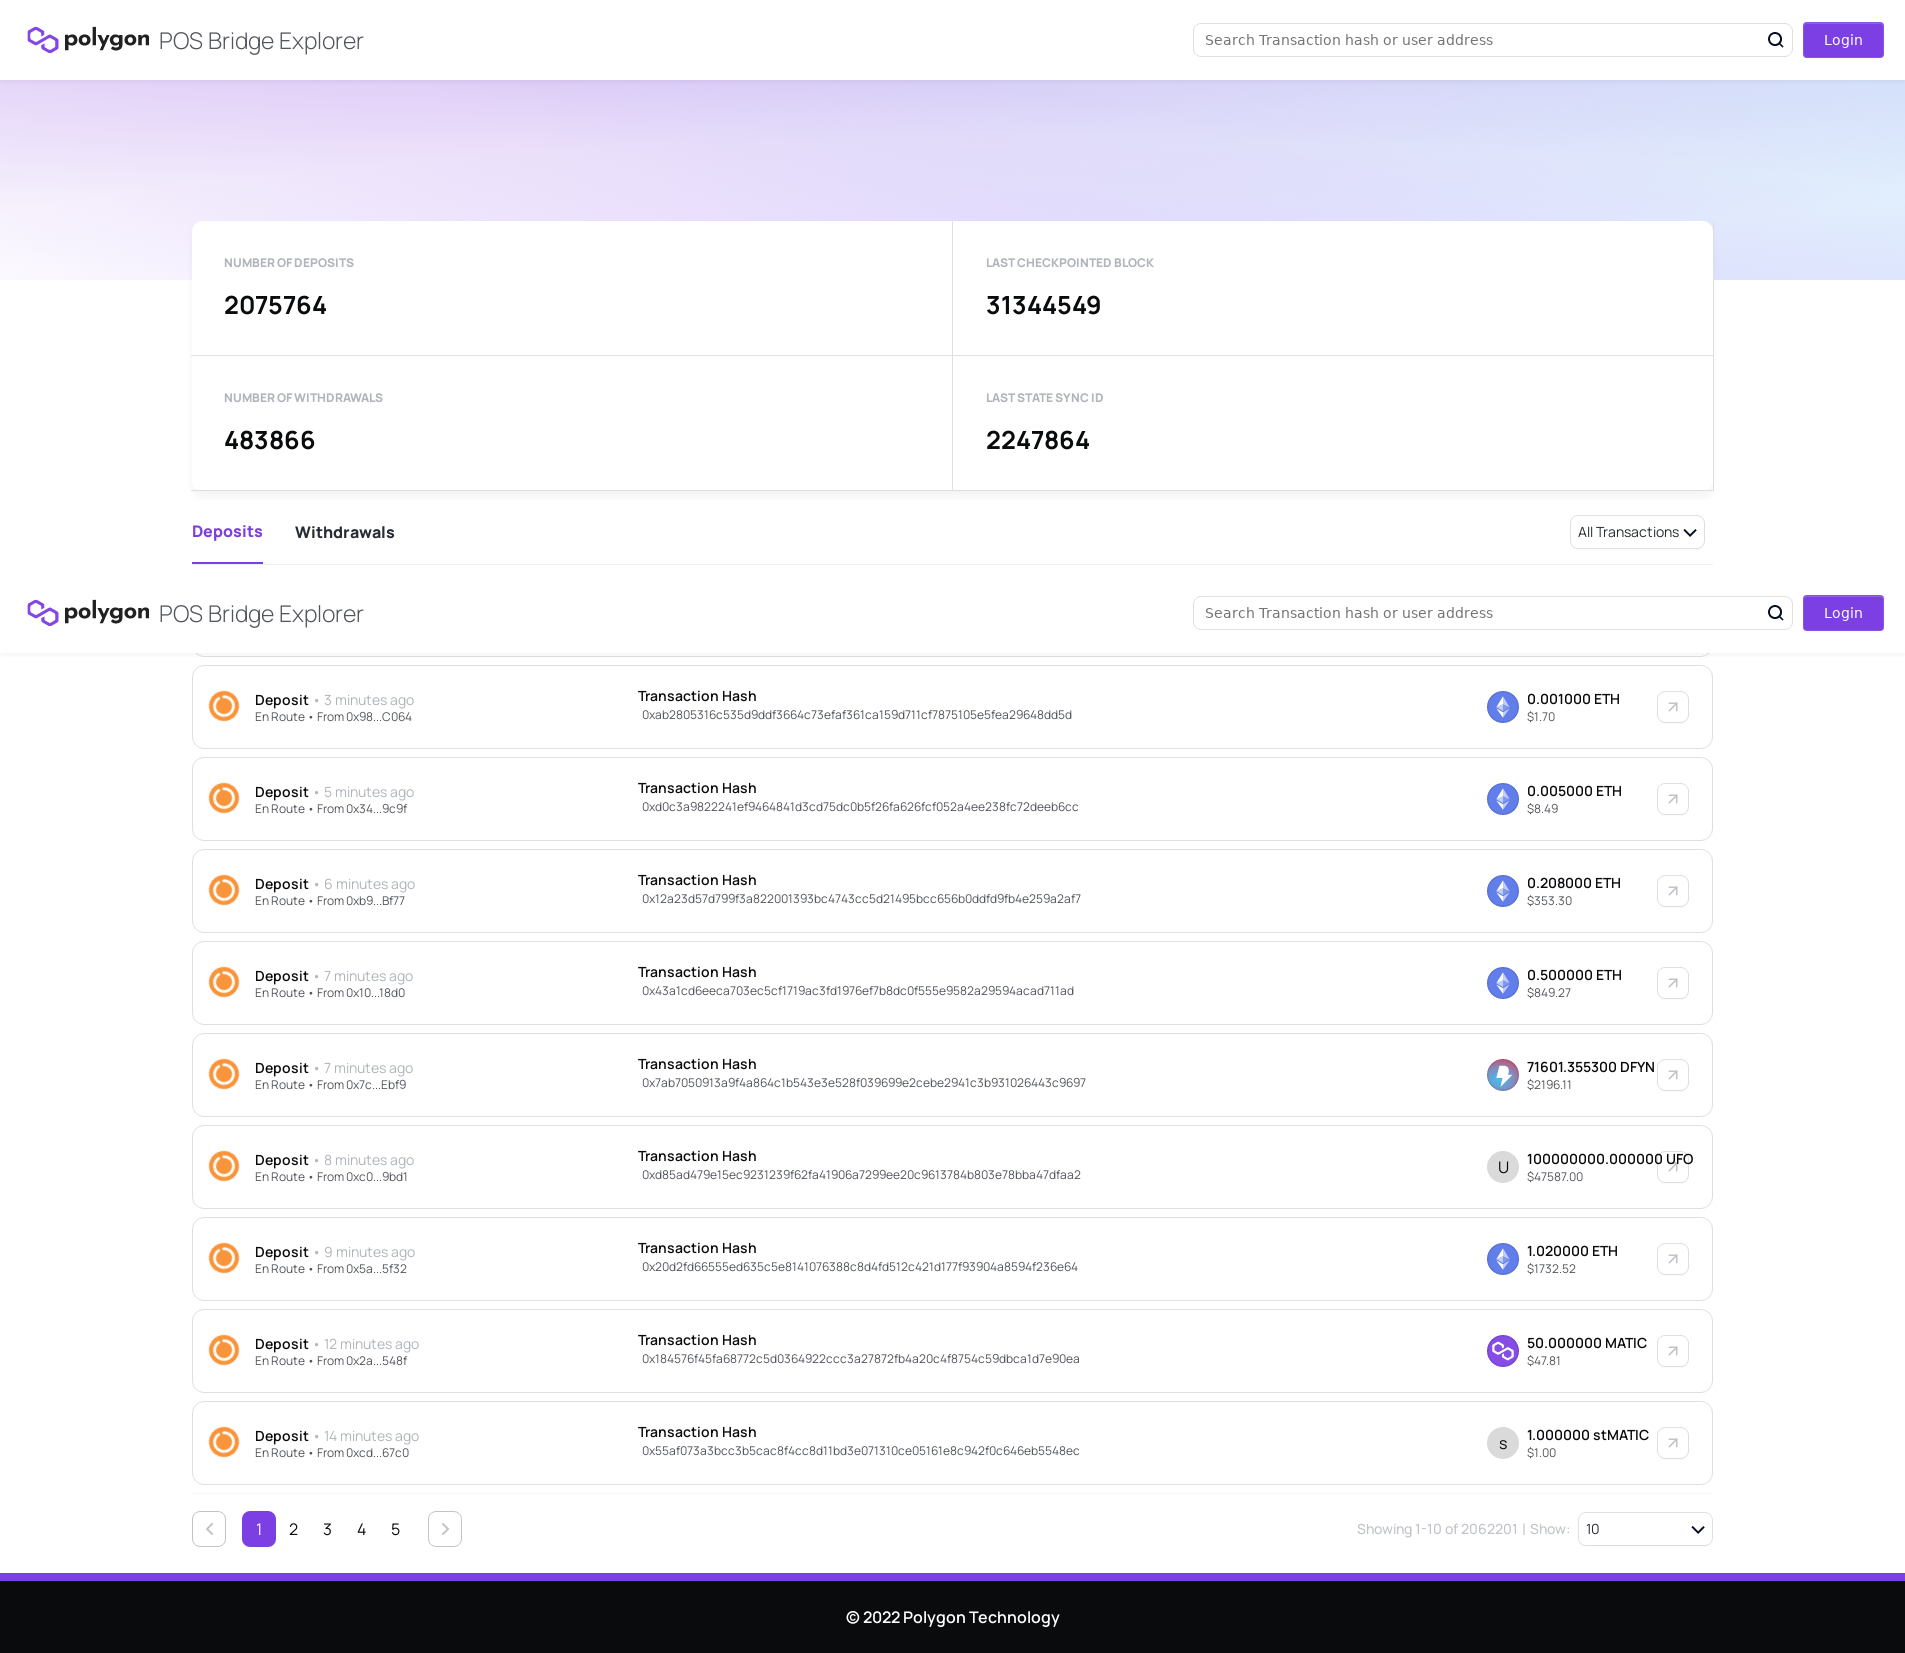 polygon POS Bridge Explorer
Search Transaction hash or user address
Login
NUMBER OF DEPOSITS
2075764
LAST CHECKPOINTED BLOCK
31344549
NUMBER OF WITHDRAWALS
483866
LAST STATE SYNC ID
2247864
Deposits
Withdrawals
All Transactions
polygon POS Bridge Explorer
Search Transaction hash or user address
Login
Deposit • 3 minutes ago
En Route • From 0x98...C064
Transaction Hash
0xab2805316c535d9ddf3664c73efaf361ca159d711cf7875105e5fea29648dd5d
0.001000 ETH
$1.70
Deposit • 5 minutes ago
En Route • From 0x34...9c9f
Transaction Hash
0xd0c3a9822241ef9464841d3cd75dc0b5f26fa626fcf052a4ee238fc72deeb6cc
0.005000 ETH
$8.49
Deposit • 6 minutes ago
En Route • From 0xb9...Bf77
Transaction Hash
0x12a23d57d799f3a822001393bc4743cc5d21495bcc656b0ddfd9fb4e259a2af7
0.208000 ETH
$353.30
Deposit • 7 minutes ago
En Route • From 0x10...18d0
Transaction Hash
0x43a1cd6eeca703ec5cf1719ac3fd1976ef7b8dc0f555e9582a29594acad711ad
0.500000 ETH
$849.27
Deposit • 7 minutes ago
En Route • From 0x7c...Ebf9
Transaction Hash
0x7ab7050913a9f4a864c1b543e3e528f039699e2cebe2941c3b931026443c9697
71601.355300 DFYN
$2196.11
Deposit • 8 minutes ago
En Route • From 0xc0...9bd1
Transaction Hash
0xd85ad479e15ec9231239f62fa41906a7299ee20c9613784b803e78bba47dfaa2
U
100000000.000000 UFO
$47587.00
Deposit • 9 minutes ago
En Route • From 0x5a...5f32
Transaction Hash
0x20d2fd66555ed635c5e8141076388c8d4fd512c421d177f93904a8594f236e64
1.020000 ETH
$1732.52
Deposit • 12 minutes ago
En Route • From 0x2a...548f
Transaction Hash
0x184576f45fa68772c5d0364922ccc3a27872fb4a20c4f8754c59dbca1d7e90ea
50.000000 MATIC
$47.81
Deposit • 14 minutes ago
En Route • From 0xcd...67c0
Transaction Hash
0x55af073a3bcc3b5cac8f4cc8d11bd3e071310ce05161e8c942f0c646eb5548ec
s
1.000000 stMATIC
$1.00
1 2 3 4 5
Showing 1-10 of 2062201 | Show: 10
© 2022 Polygon Technology